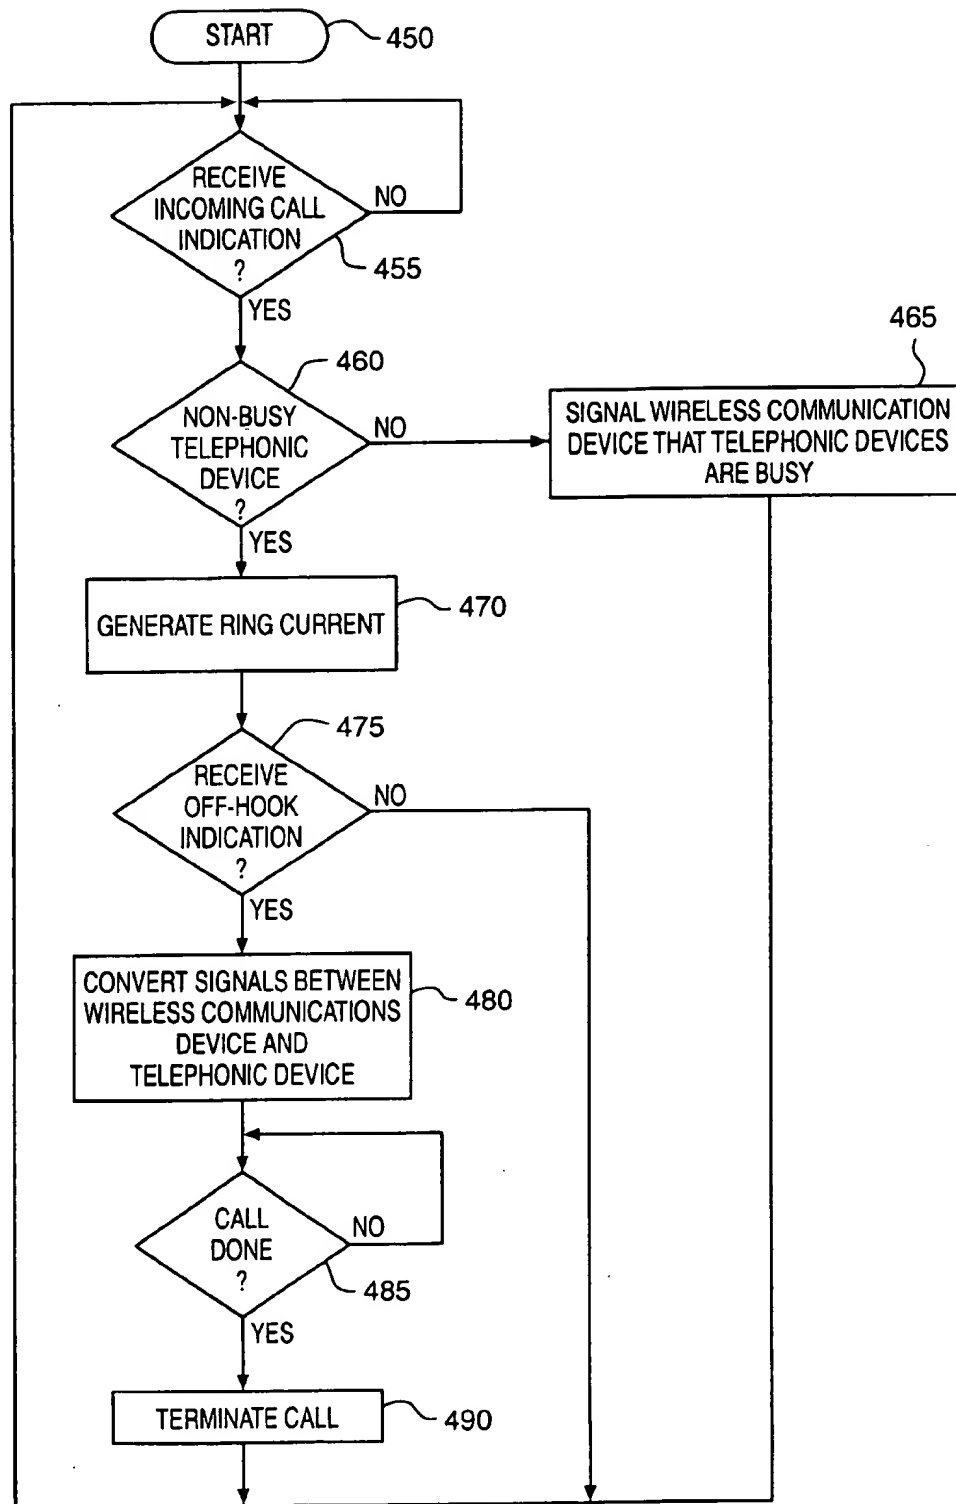 START
450
RECEIVE
INCOMING CALL
INDICATION
?
NO
455
YES
460
465
NON-BUSY
TELEPHONIC
DEVICE
?
NO
SIGNAL WIRELESS COMMUNICATION
DEVICE THAT TELEPHONIC DEVICES
ARE BUSY
YES
GENERATE RING CURRENT
470
475
RECEIVE
OFF-HOOK
INDICATION
?
NO
YES
CONVERT SIGNALS BETWEEN
WIRELESS COMMUNICATIONS
DEVICE AND
TELEPHONIC DEVICE
480
CALL
DONE
?
NO
485
YES
TERMINATE CALL
490